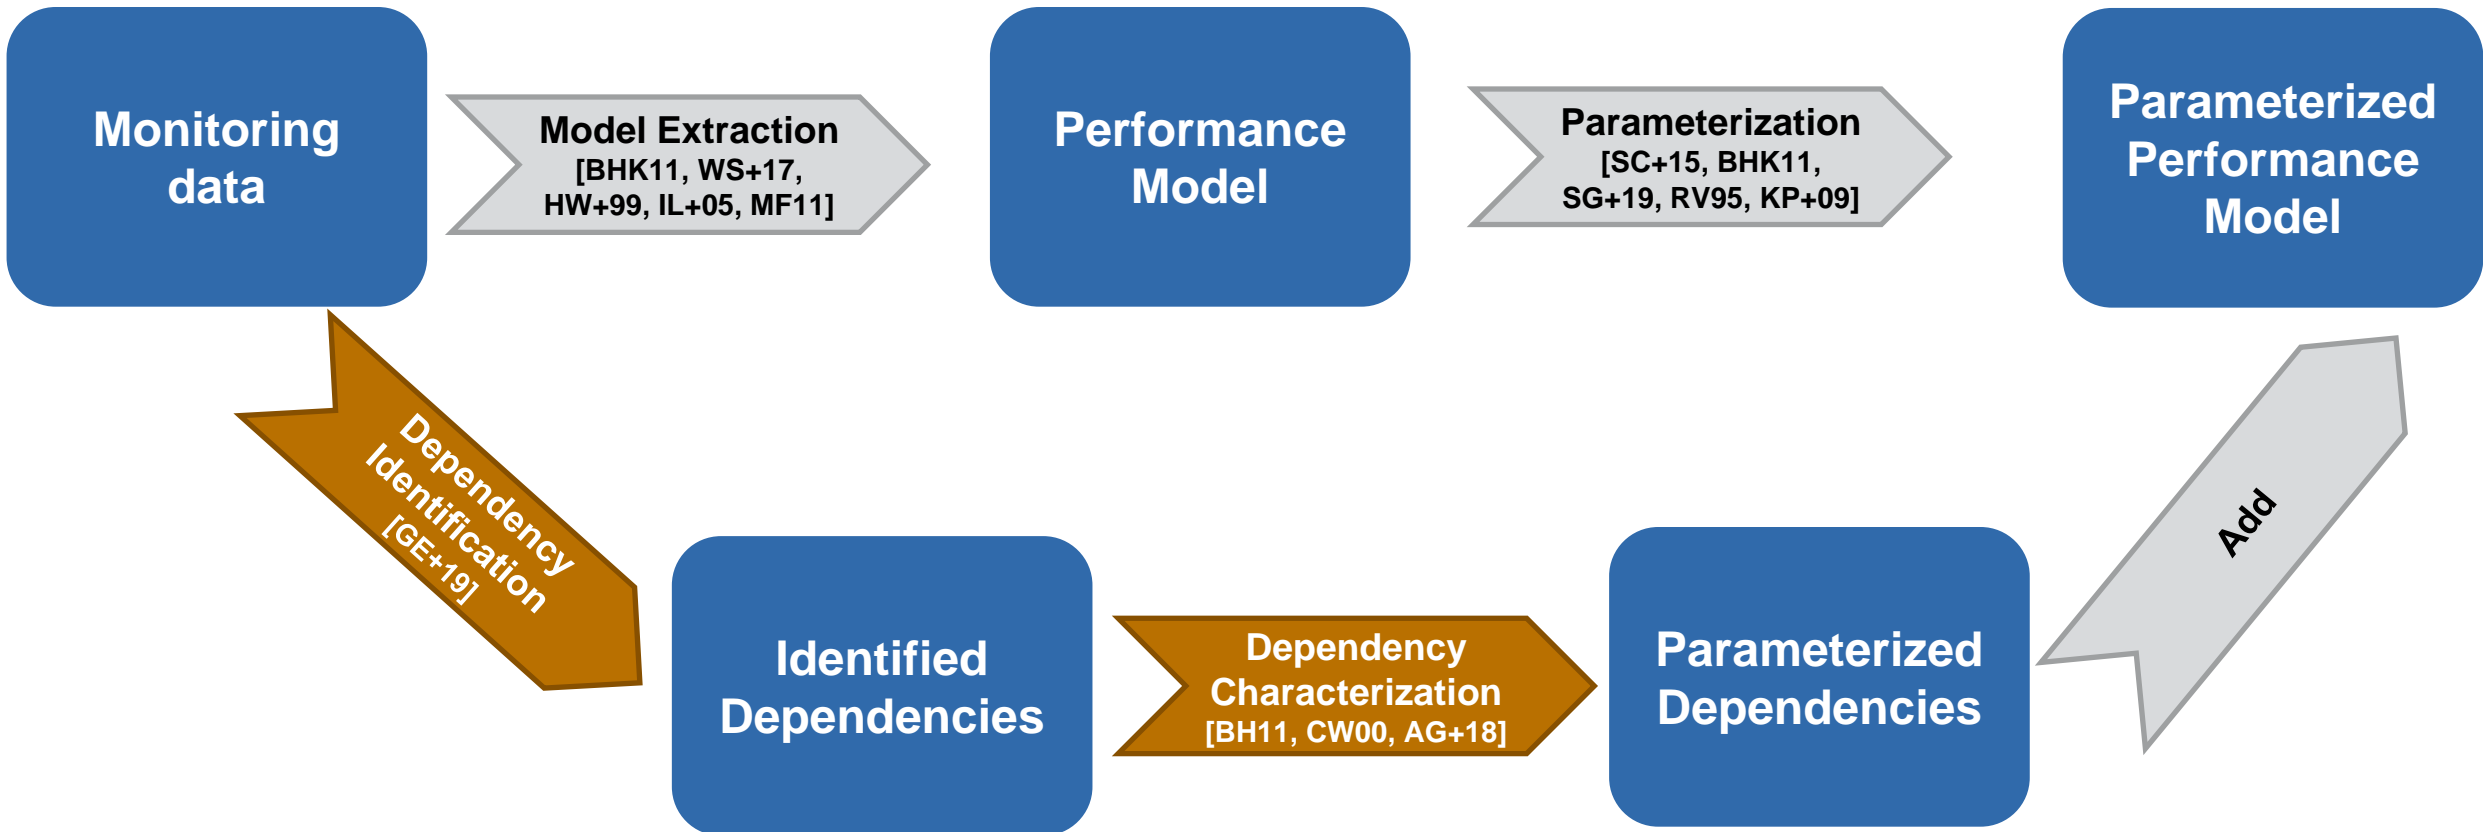 Monitoring
data
Model Extraction
[BHK11, WS+17,
HW+99, IL+05, MF11]
Performance
Model
Parameterization
[SC+15, BHK11,
SG+19, RV95, KP+09]
Parameterized
Performance
Model
Dependency
Identification
[GE+19]
Identified
Dependencies
Dependency
Characterization
[BH11, CW00, AG+18]
Parameterized
Dependencies
Add